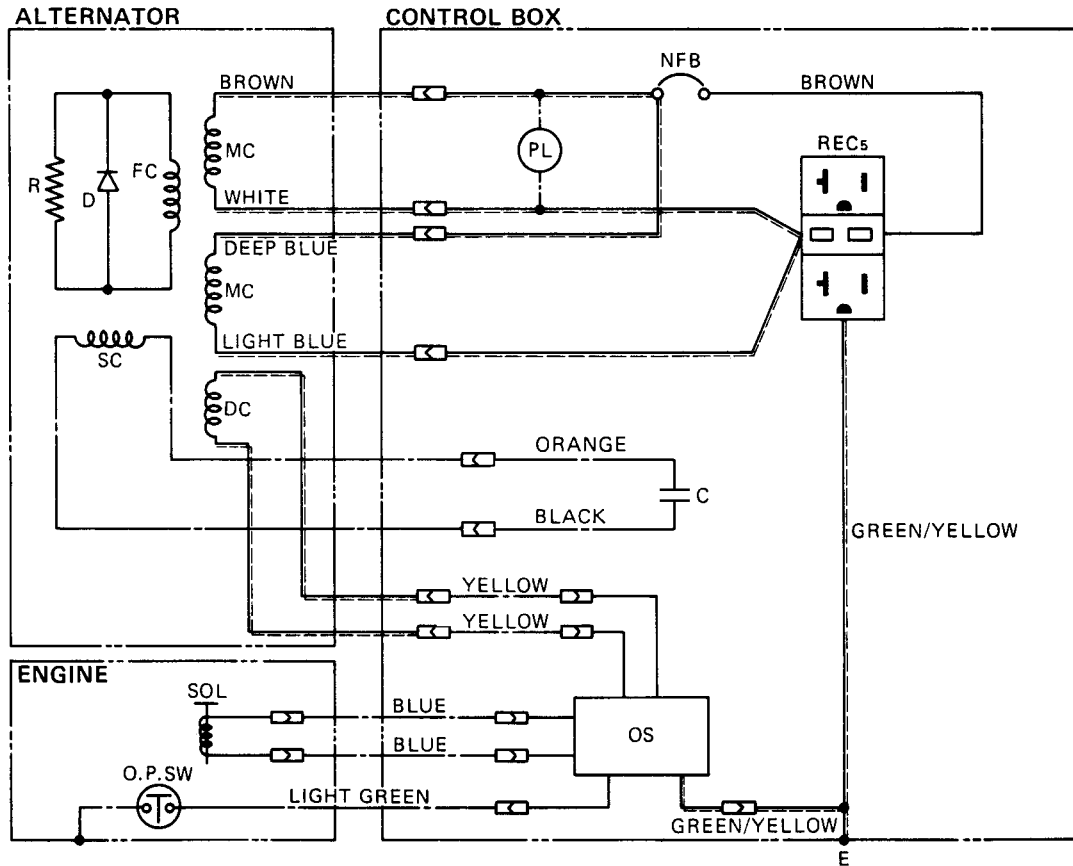 ALTERNATOR
CONTROL BOX
NFB
BROWN
BROWN
REC5
MC
PL
R
D
FC
WHITE
DEEP BLUE
MC
LIGHT BLUE
SC
DC
ORANGE
C
BLACK
GREEN/YELLOW
YELLOW
YELLOW
ENGINE
SOL
BLUE
OS
BLUE
O.P.SW
LIGHT GREEN
GREEN/YELLOW
E